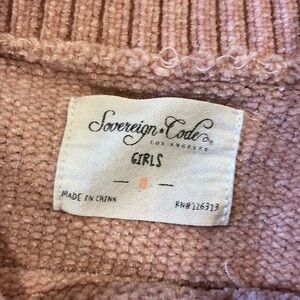 Sovereign Code
LOS ANGELES
GIRLS
— 8 —
MADE IN CHINA
RN#126373